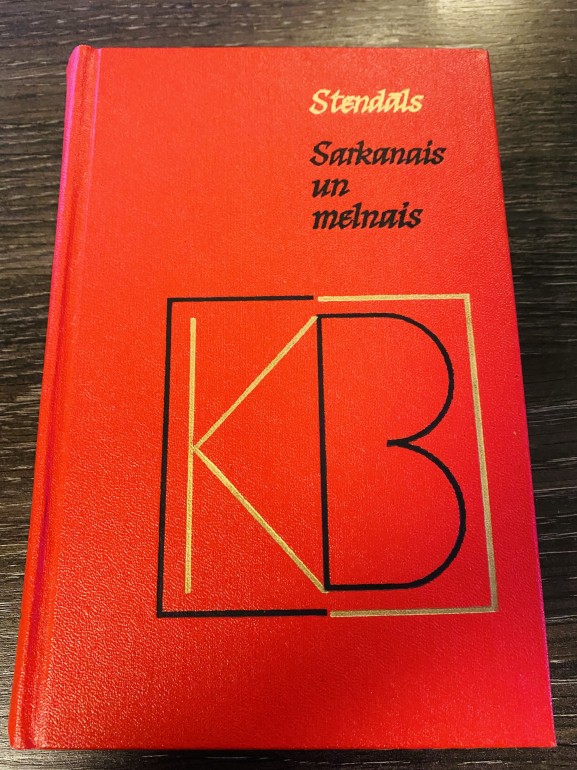 Stendāls
Sarkanais
un
melnais
KB